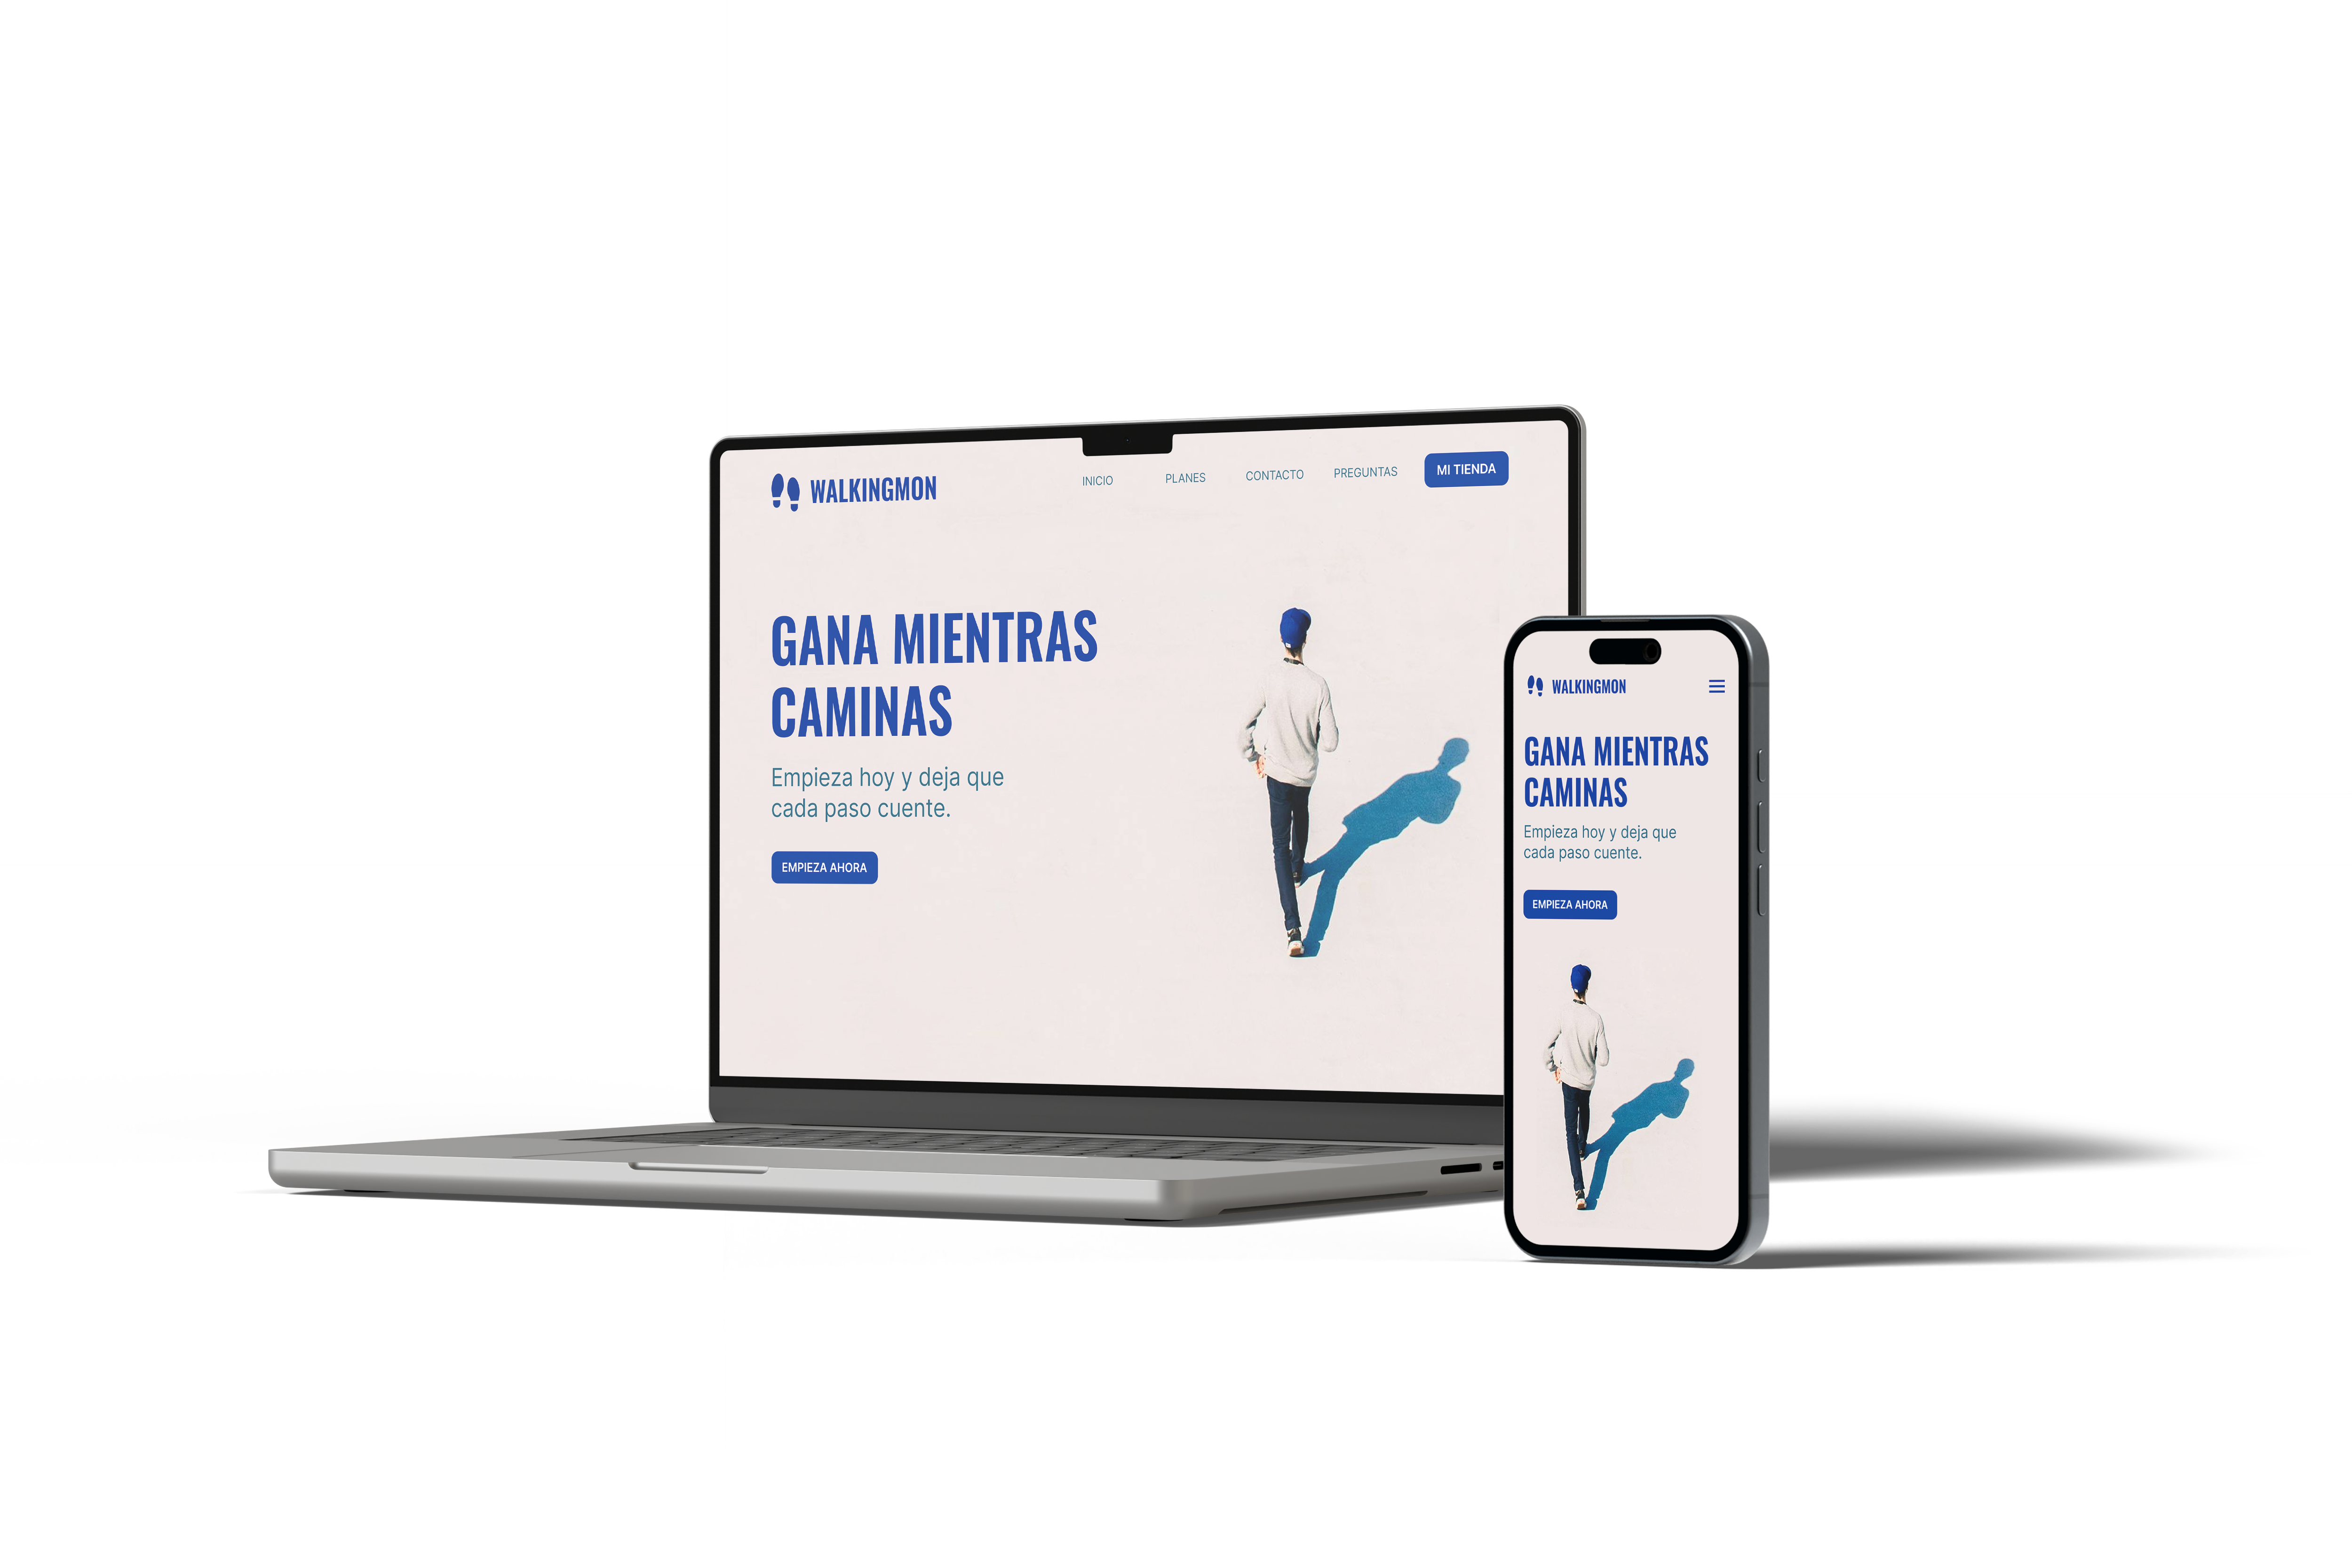 WALKINGMON
INICIO
PLANES
CONTACTO
PREGUNTAS
MI TIENDA
GANA MIENTRAS
CAMINAS
Empieza hoy y deja que
cada paso cuente.
EMPIEZA AHORA
WALKINGMON
GANA MIENTRAS
CAMINAS
Empieza hoy y deja que
cada paso cuente.
EMPIEZA AHORA